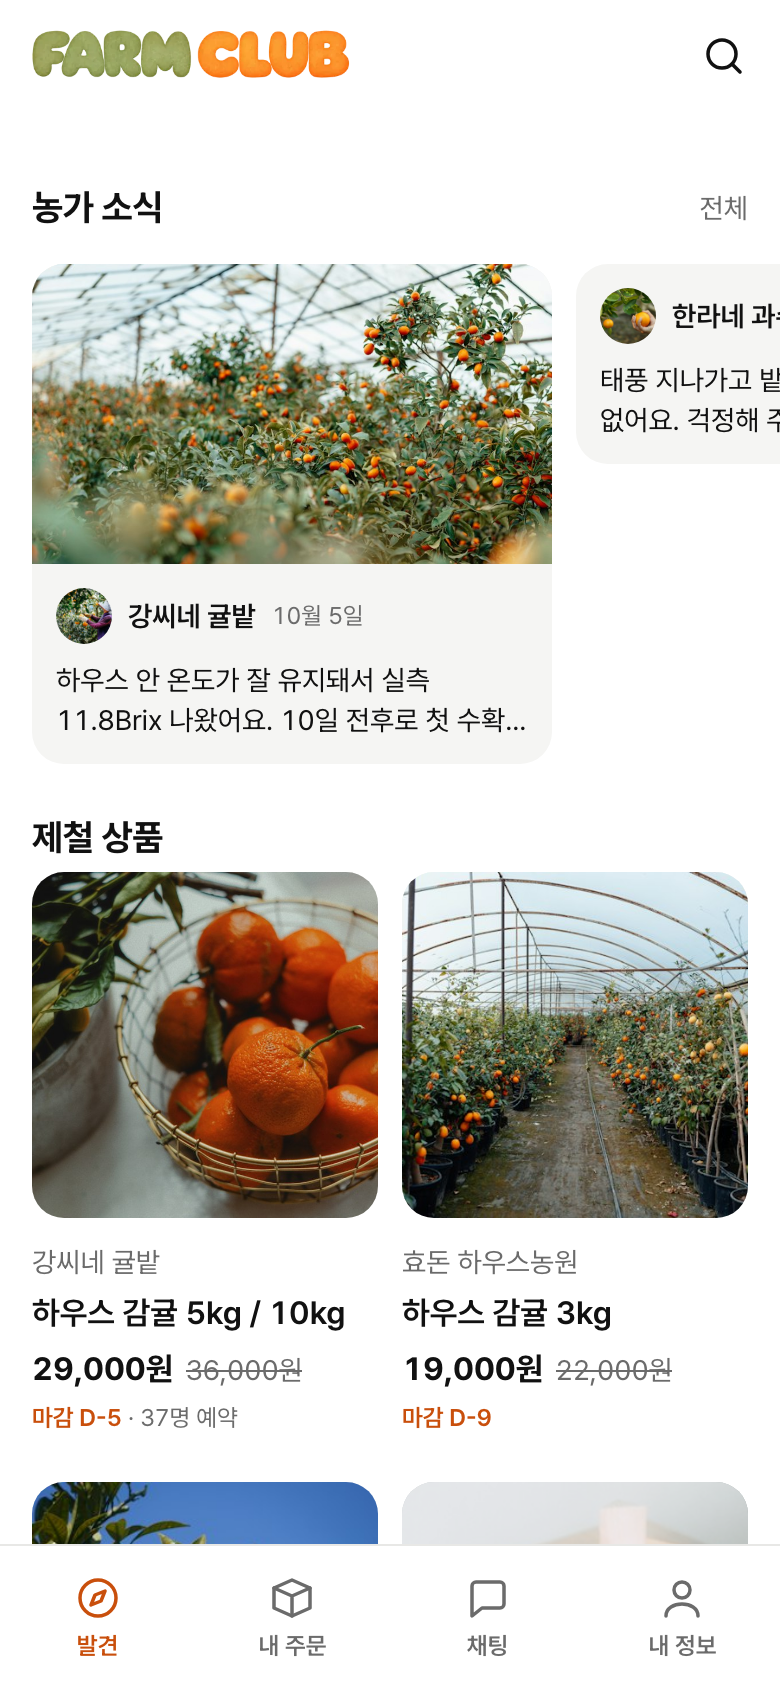 FARM CLUB
농가 소식
전체
강씨네 귤밭 10월 5일
하우스 안 온도가 잘 유지돼서 실측
11.8Brix 나왔어요. 10일 전후로 첫 수확...
한라네
태풍 지나가고
없어요. 걱정해
제철 상품
강씨네 귤밭
하우스 감귤 5kg / 10kg
29,000원 36,000원
마감 D-5 · 37명 예약
효돈 하우스농원
하우스 감귤 3kg
19,000원 22,000원
마감 D-9
발견
내 주문
채팅
내 정보